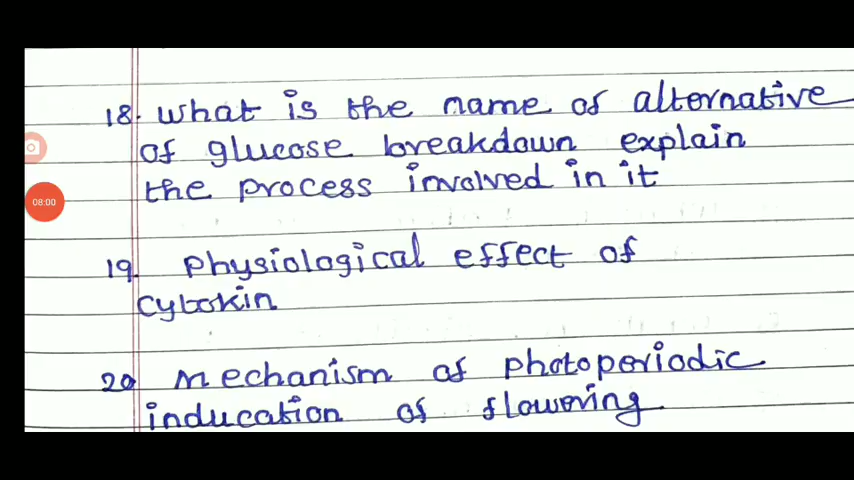 18. What is the name of alternative
of glucose breakdown explain
the process involved in it
08:00
19. Physiological effect of
cytokin
20 mechanism of photoperiodic
inducation of flowering